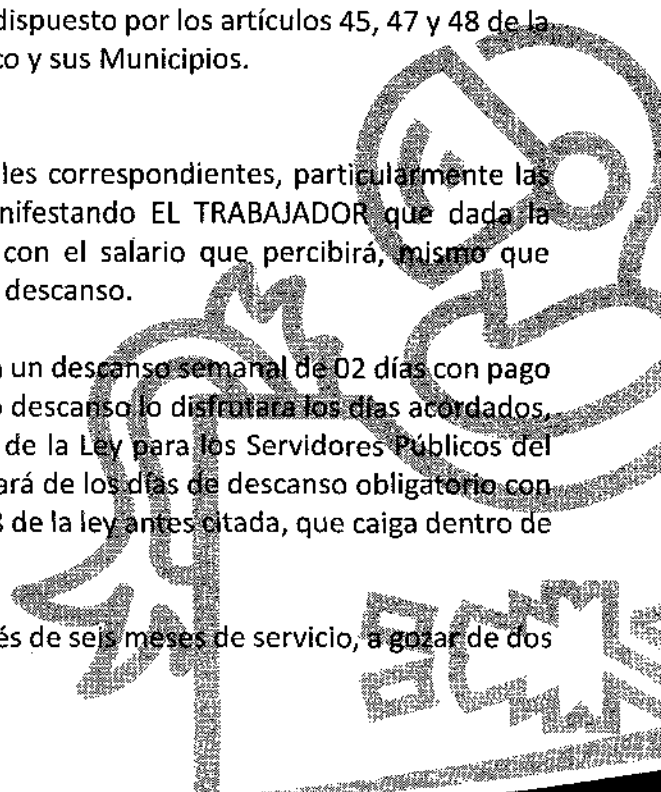 dispuesto por los artículos 45, 47 y 48 de la
co y sus Municipios.
les correspondientes, particularmente las
nifestando EL TRABAJADOR que dada la
con el salario que percibirá, mismo que
descanso.
un descanso semanal de 02 días con pago
descanso lo disfrutara los días acordados,
de la Ley para los Servidores Públicos del
ará de los días de descanso obligatorio con
de la ley antes citada, que caiga dentro de
és de seis meses de servicio, a gozar de dos